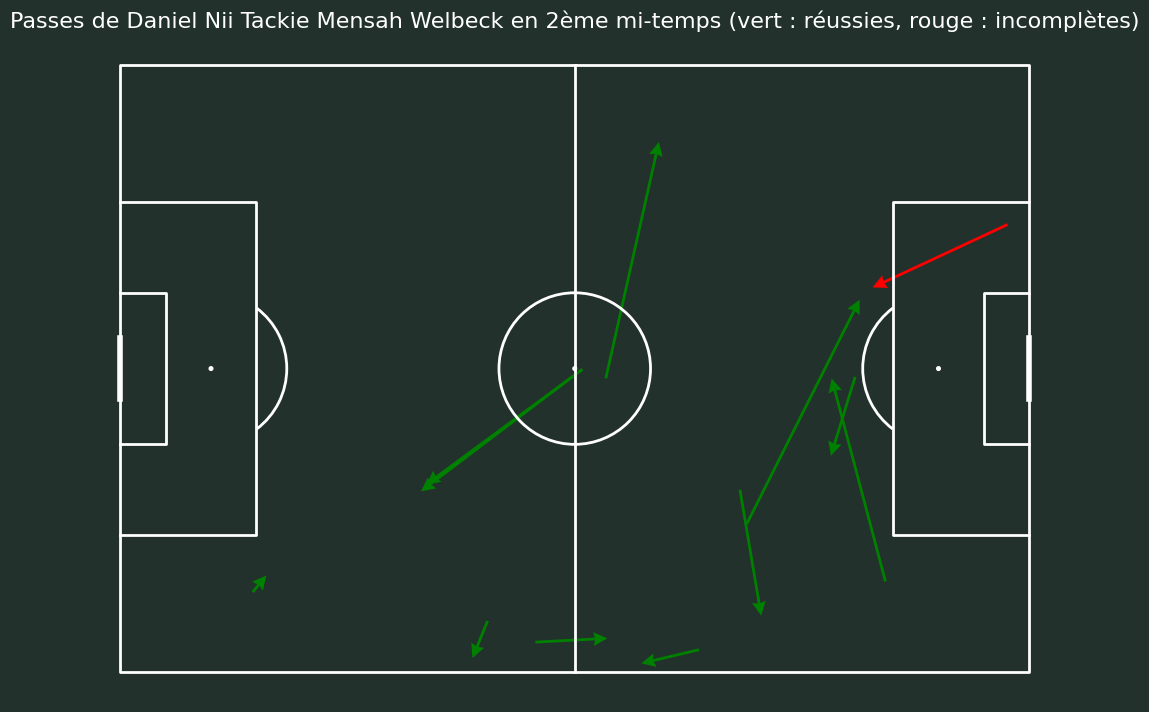 Passes de Daniel Nii Tackie Mensah Welbeck en 2ème mi-temps (vert : réussies, rouge : incomplètes)